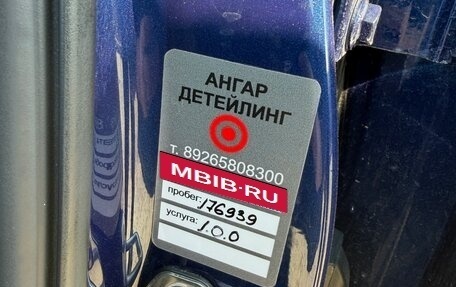 АНГАР
ДЕТЕЙЛИНГ
т. 89265808300
MBIB·RU
пробег: 176939
услуга: 1.0.0